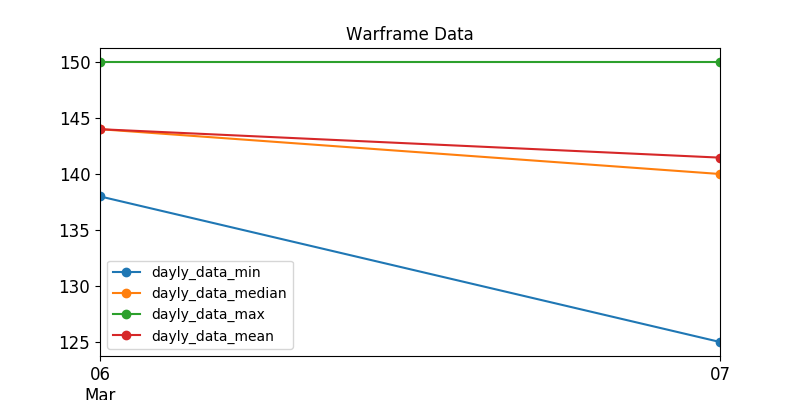 Warframe Data
150
145
140
135
130
125
dayly_data_min
dayly_data_median
dayly_data_max
dayly_data_mean
06 07
Mar